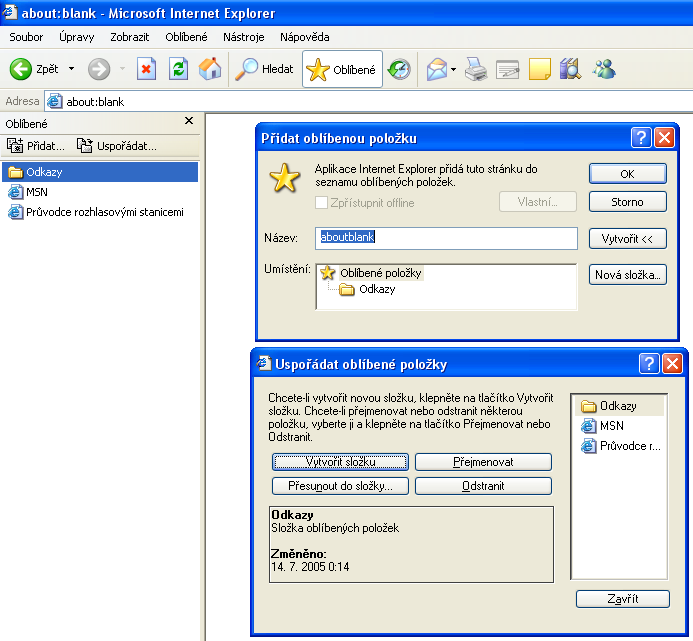 about:blank - Microsoft Internet Explorer
Soubor Úpravy Zobrazit Oblíbené Nástroje Nápověda
Zpět Hledat Oblíbené
Adresa about:blank
Oblíbené
Přidat... Uspořádat...
Odkazy
MSN
Průvodce rozhlasovými stanicemi
Přidat oblíbenou položku
Aplikace Internet Explorer přidá tuto stránku do
seznamu oblíbených položek.
Zpřístupnit offline
Vlastní...
OK
Storno
Název: aboutblank
Vytvořit <<
Umístění: Oblíbené položky
Odkazy
Nová složka...
Uspořádat oblíbené položky
Chcete-li vytvořit novou složku, klepněte na tlačítko Vytvořit
složku. Chcete-li přejmenovat nebo odstranit některou
položku, vyberte ji a klepněte na tlačítko Přejmenovat nebo
Odstranit.
Vytvořit složku Přejmenovat
Přesunout do složky... Odstranit
Odkazy
Složka oblíbených položek
Změněno:
14. 7. 2005 0:14
Odkazy
MSN
Průvodce r...
Zavřít